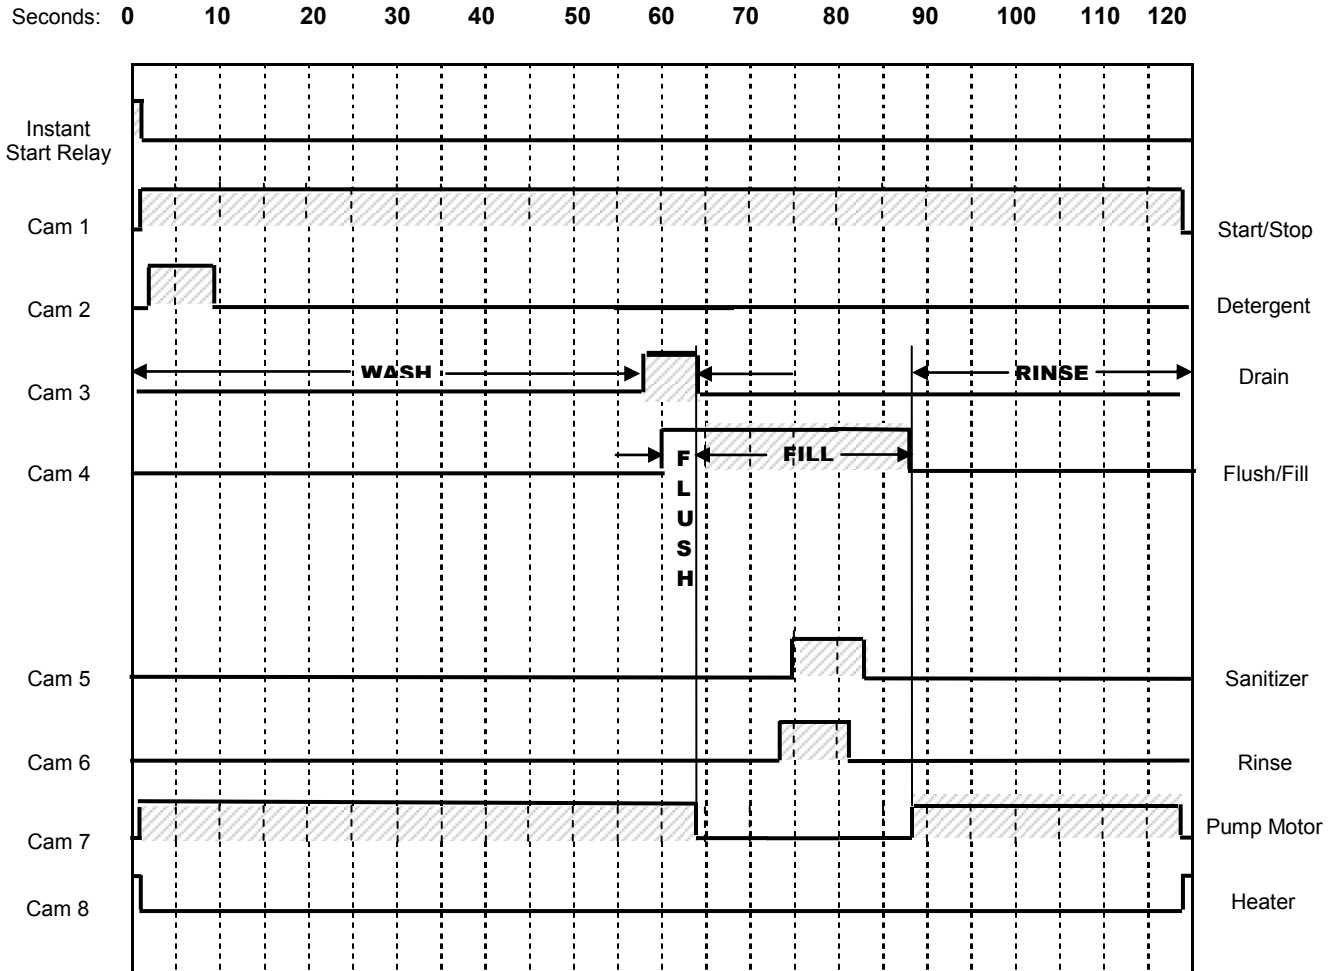 Seconds: 0 10 20 30 40 50 60 70 80 90 100 110 120
Instant
Start Relay
Cam 1
Start/Stop
Cam 2
Detergent
WASH
RINSE
Cam 3
Drain
FILL
Cam 4
Flush/Fill
F
L
U
S
H
Cam 5
Sanitizer
Cam 6
Rinse
Cam 7
Pump Motor
Cam 8
Heater